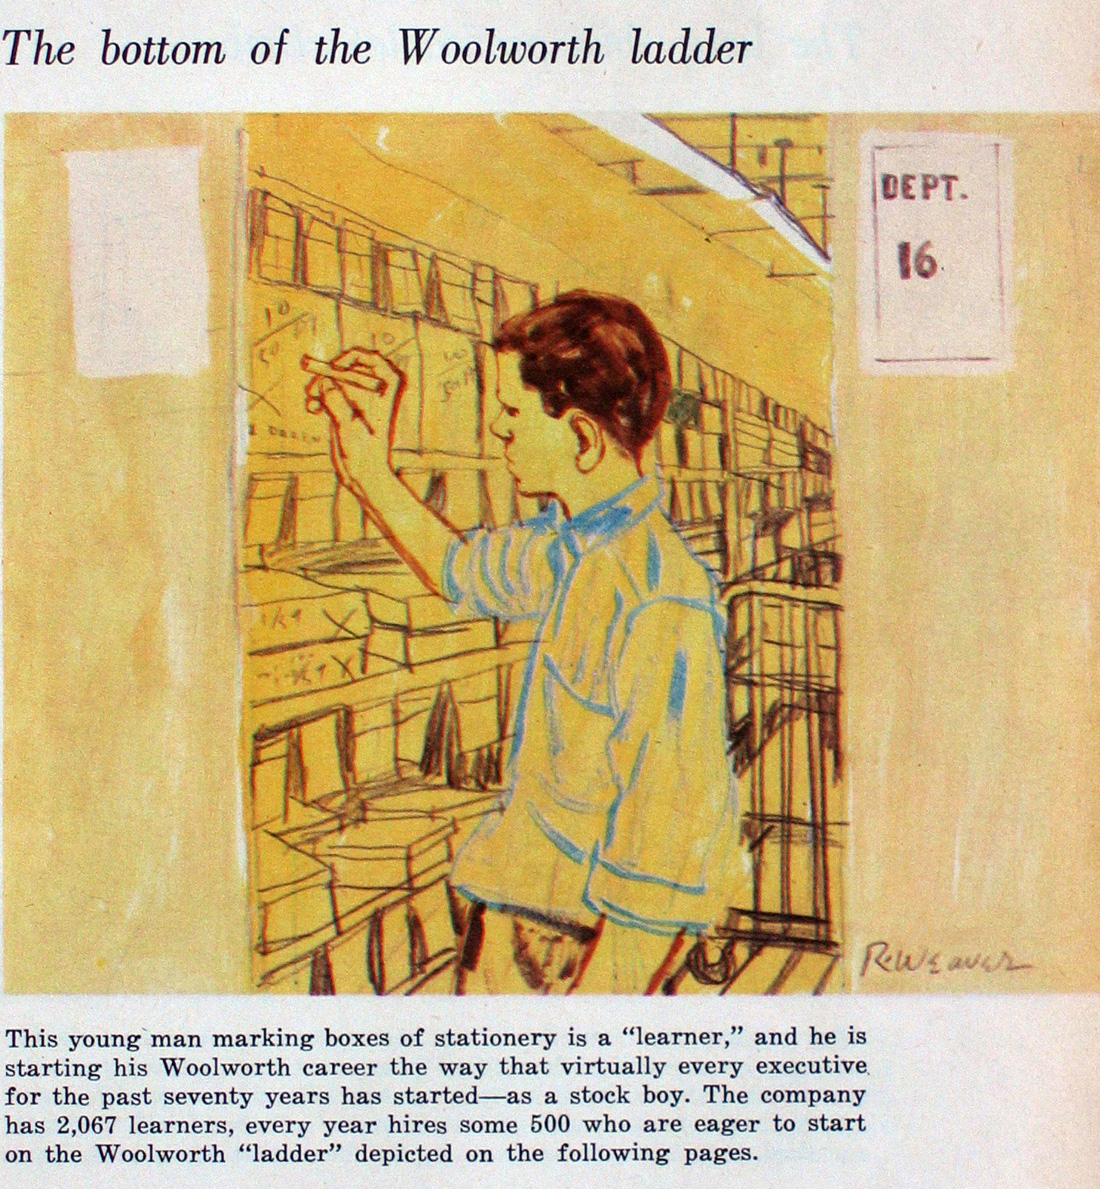 The bottom of the Woolworth ladder
DEPT.
16
10
10
R. Weaver
This young man marking boxes of stationery is a “learner,” and he is
starting his Woolworth career the way that virtually every executive
for the past seventy years has started—as a stock boy. The company
has 2,067 learners, every year hires some 500 who are eager to start
on the Woolworth “ladder” depicted on the following pages.